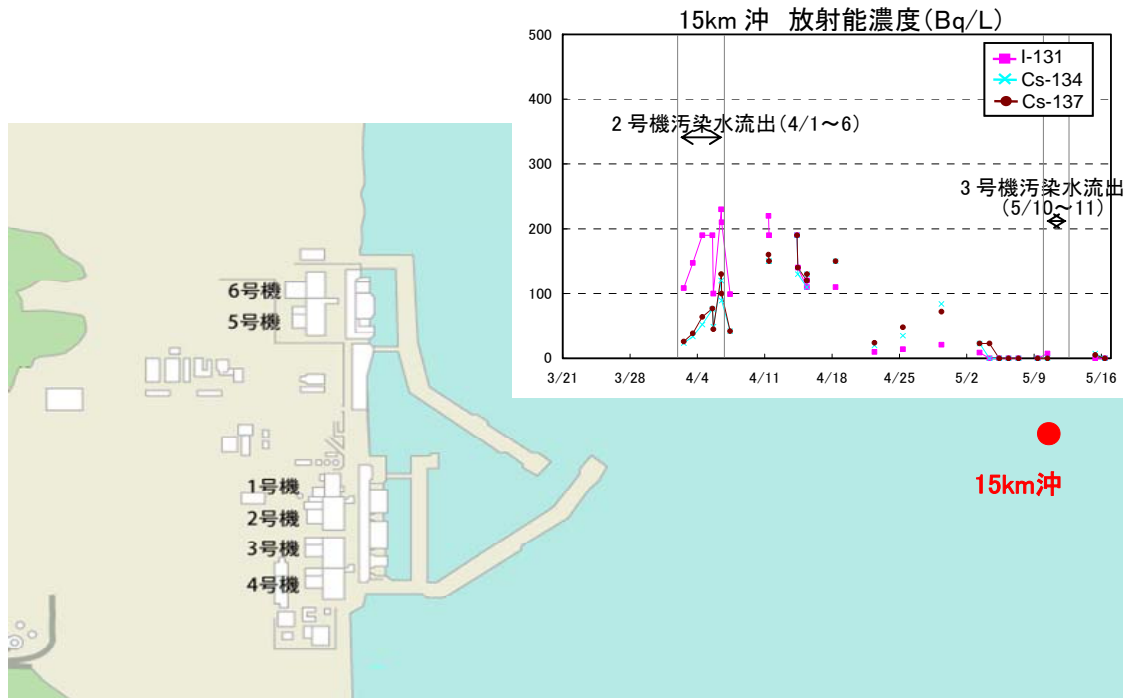 15km 沖 放射能濃度(Bq/L)
500
400
300
200
100
0
I-131
Cs-134
Cs-137
2 号機汚染水流出(4/1～6)
3 号機汚染水流出
(5/10～11)
3/21 3/28 4/4 4/11 4/18 4/25 5/2 5/9 5/16
6号機
5号機
1号機
2号機
3号機
4号機
15km沖